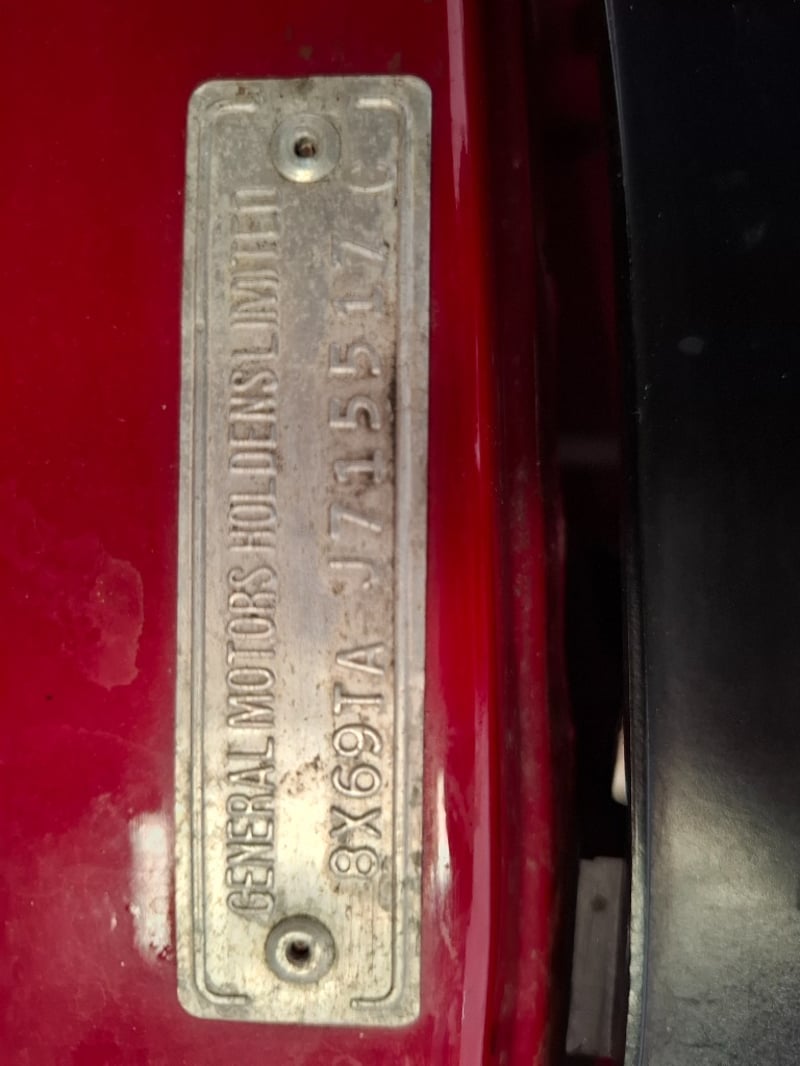 GENERAL MOTORS HOLDENS LIMITED
8X69TA J715517 C